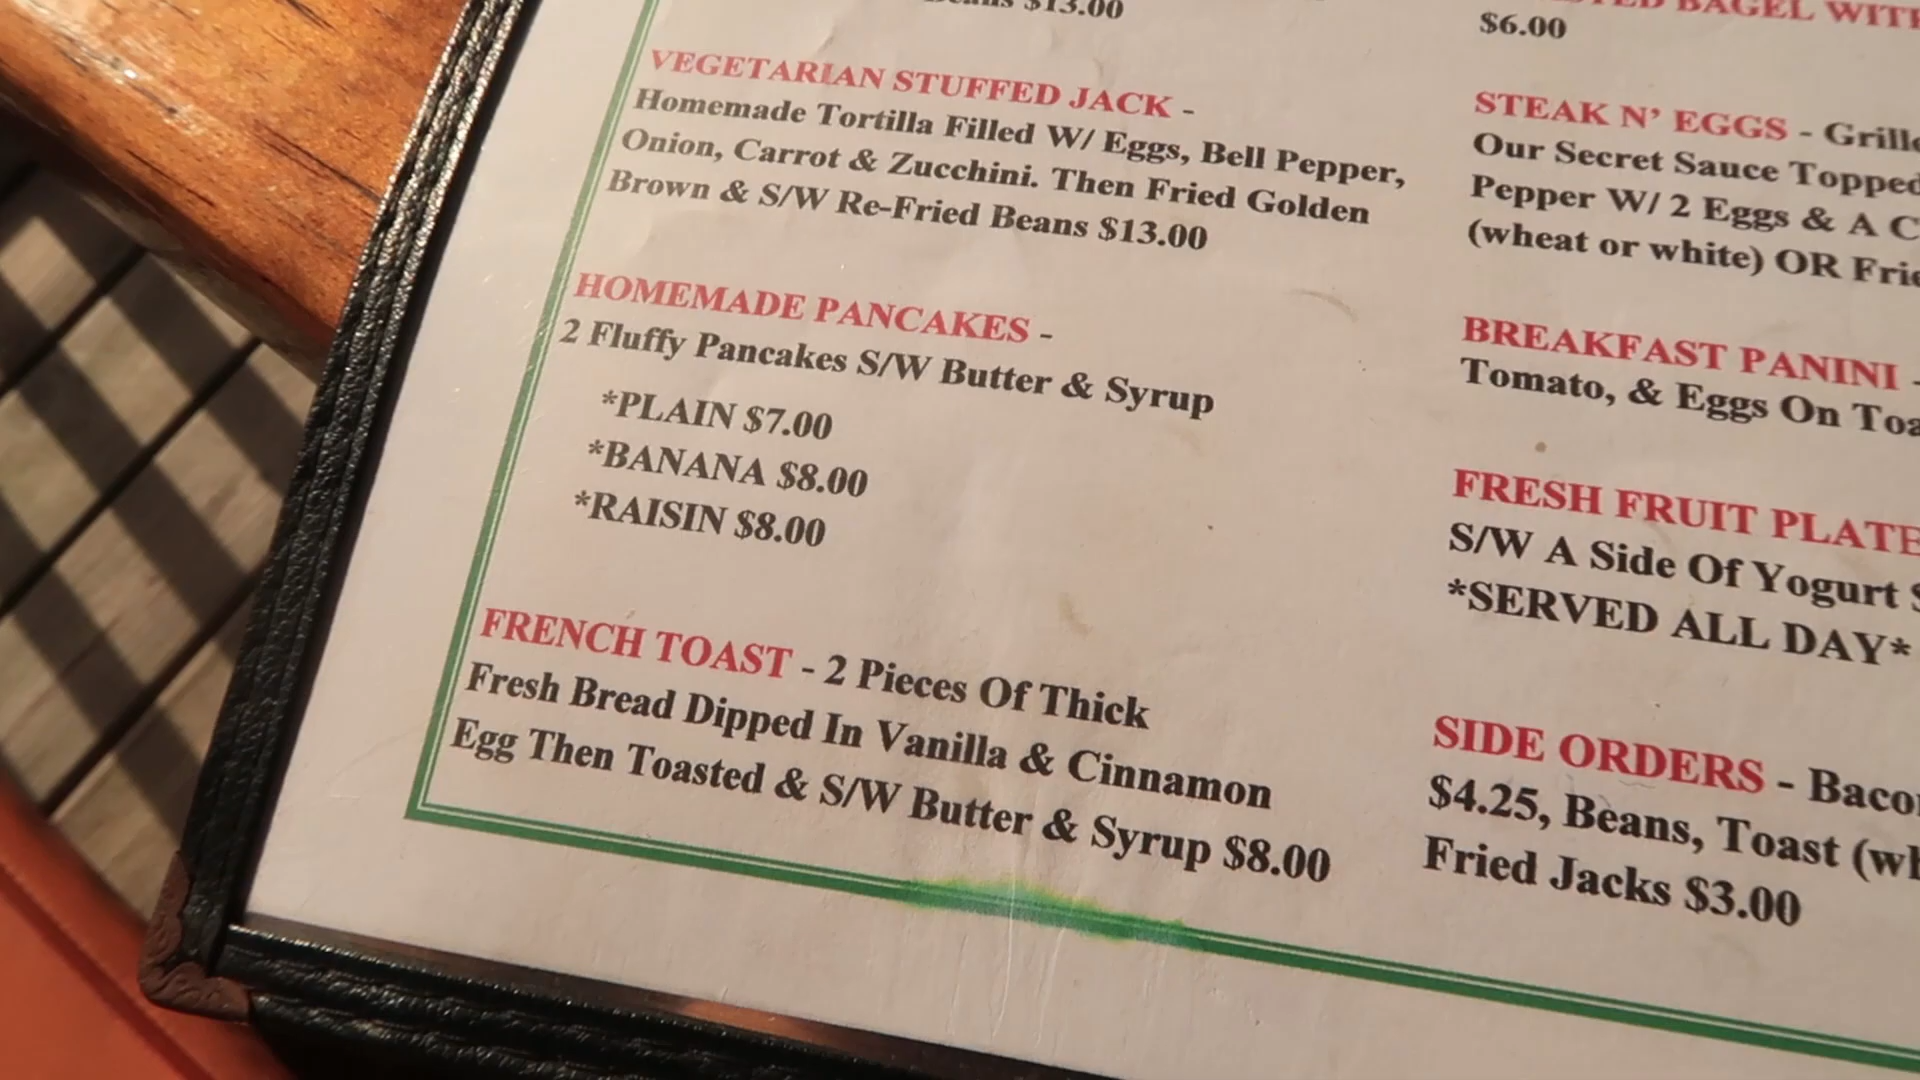 $13.00
VEGETARIAN STUFFED JACK -
Homemade Tortilla Filled W/ Eggs, Bell Pepper,
Onion, Carrot & Zucchini. Then Fried Golden
Brown & S/W Re-Fried Beans $13.00
HOMEMADE PANCAKES -
2 Fluffy Pancakes S/W Butter & Syrup
*PLAIN $7.00
*BANANA $8.00
*RAISIN $8.00
FRENCH TOAST - 2 Pieces Of Thick
Fresh Bread Dipped In Vanilla & Cinnamon
Egg Then Toasted & S/W Butter & Syrup $8.00
BAGEL
$6.00
STEAK N' EGGS -
Our Secret Sauce Topped
Pepper W/ 2 Eggs & A
(wheat or white) OR
BREAKFAST PANINI -
Tomato, & Eggs On
FRESH FRUIT PLATE
S/W A Side Of Yogurt
*SERVED ALL DAY*
SIDE ORDERS -
$4.25, Beans, Toast
Fried Jacks $3.00